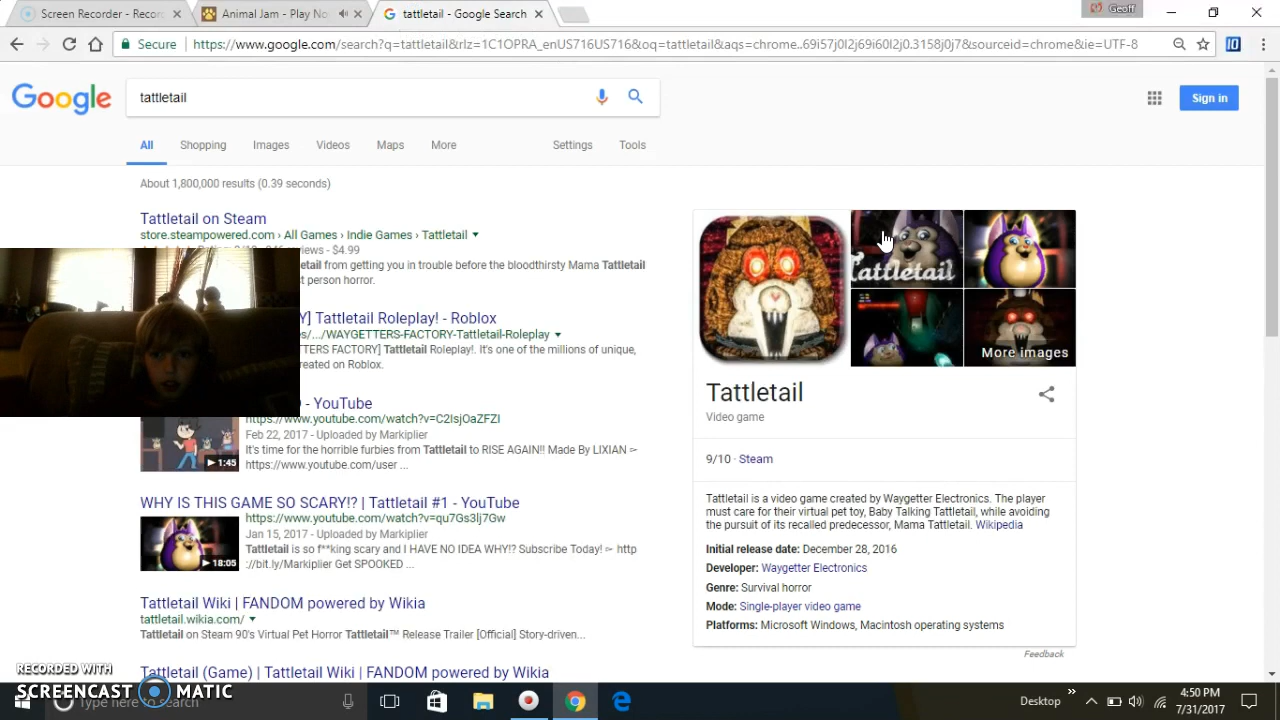 Screen Recorder - Recor
Animal Jam - Play No
tattletail - Google Search
Geoff
Secure
https://www.google.com/search?q=tattletail&rlz=1C1OPRA_enUS716US716&oq=tattletail&aqs=chrome..69i57j0l2j69i60l2j0.3158j0j7&sourceid=chrome&ie=UTF-8
Google
tattletail
Sign in
All
Shopping
Images
Videos
Maps
More
Settings
Tools
About 1,800,000 results (0.39 seconds)
Tattletail on Steam
store.steampowered.com › All Games › Indie Games › Tattletail
reviews - $4.99
from getting you in trouble before the bloodthirsty Mama Tattletail
st person horror.
Y] Tattletail Roleplay! - Roblox
s/.../WAYGETTERS-FACTORY-Tattletail-Roleplay
TERS FACTORY] Tattletail Roleplay!. It's one of the millions of unique,
reated on Roblox.
- YouTube
https://www.youtube.com/watch?v=C2IsjOaZFZI
Feb 22, 2017 - Uploaded by Markiplier
It's time for the horrible furbies from Tattletail to RISE AGAIN!! Made By LIXIAN ➢
https://www.youtube.com/user ...
1:45
WHY IS THIS GAME SO SCARY!? | Tattletail #1 - YouTube
https://www.youtube.com/watch?v=qu7Gs3lj7Gw
Jan 15, 2017 - Uploaded by Markiplier
Tattletail is so f**king scary and I HAVE NO IDEA WHY!? Subscribe Today! ➢ http
://bit.ly/Markiplier Get SPOOKED ...
18:05
Tattletail Wiki | FANDOM powered by Wikia
tattletail.wikia.com/
Tattletail on Steam 90's Virtual Pet Horror Tattletail™ Release Trailer [Official] Story-driven...
Tattletail (Game) | Tattletail Wiki | FANDOM powered by Wikia
Tattletail
More images
Tattletail
Video game
9/10 · Steam
Tattletail is a video game created by Waygetter Electronics. The player
must care for their virtual pet toy, Baby Talking Tattletail, while avoiding
the pursuit of its recalled predecessor, Mama Tattletail. Wikipedia
Initial release date: December 28, 2016
Developer: Waygetter Electronics
Genre: Survival horror
Mode: Single-player video game
Platforms: Microsoft Windows, Macintosh operating systems
Feedback
RECORDED WITH
SCREENCAST MATIC
Type here to search
Desktop
4:50 PM
7/31/2017